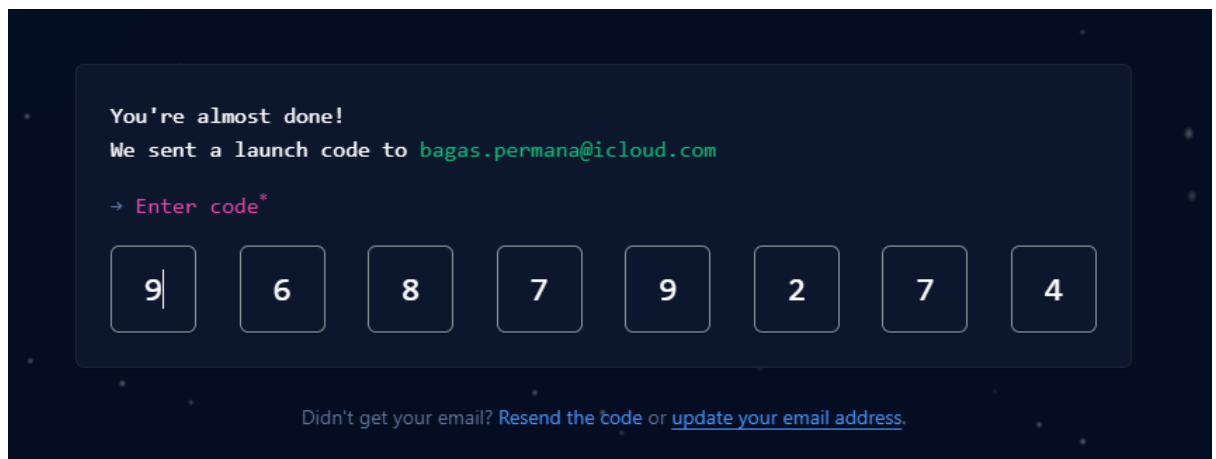 You're almost done!
We sent a launch code to bagas.permana@icloud.com
→ Enter code*
9 6 8 7 9 2 7 4
Didn't get your email? Resend the code or update your email address.